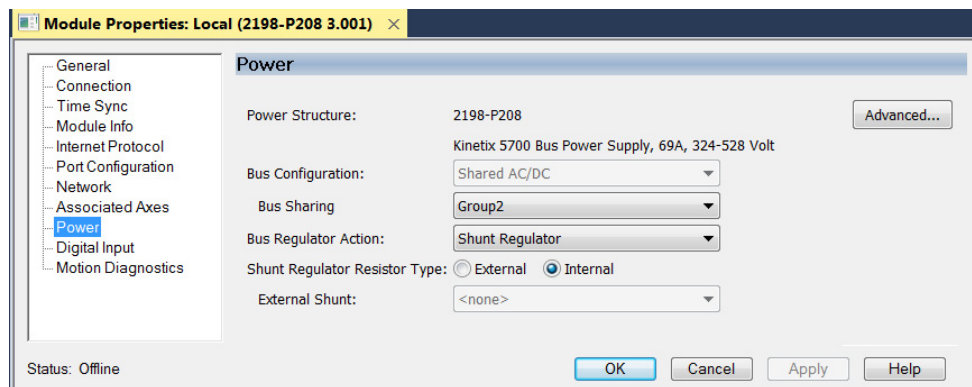 Module Properties: Local (2198-P208 3.001) ×
General
Connection
Time Sync
Module Info
Internet Protocol
Port Configuration
Network
Associated Axes
Power
Digital Input
Motion Diagnostics
Power
Power Structure: 2198-P208 Advanced...
Kinetix 5700 Bus Power Supply, 69A, 324-528 Volt
Bus Configuration: Shared AC/DC
Bus Sharing Group2
Bus Regulator Action: Shunt Regulator
Shunt Regulator Resistor Type: External Internal
External Shunt: <none>
Status: Offline OK Cancel Apply Help